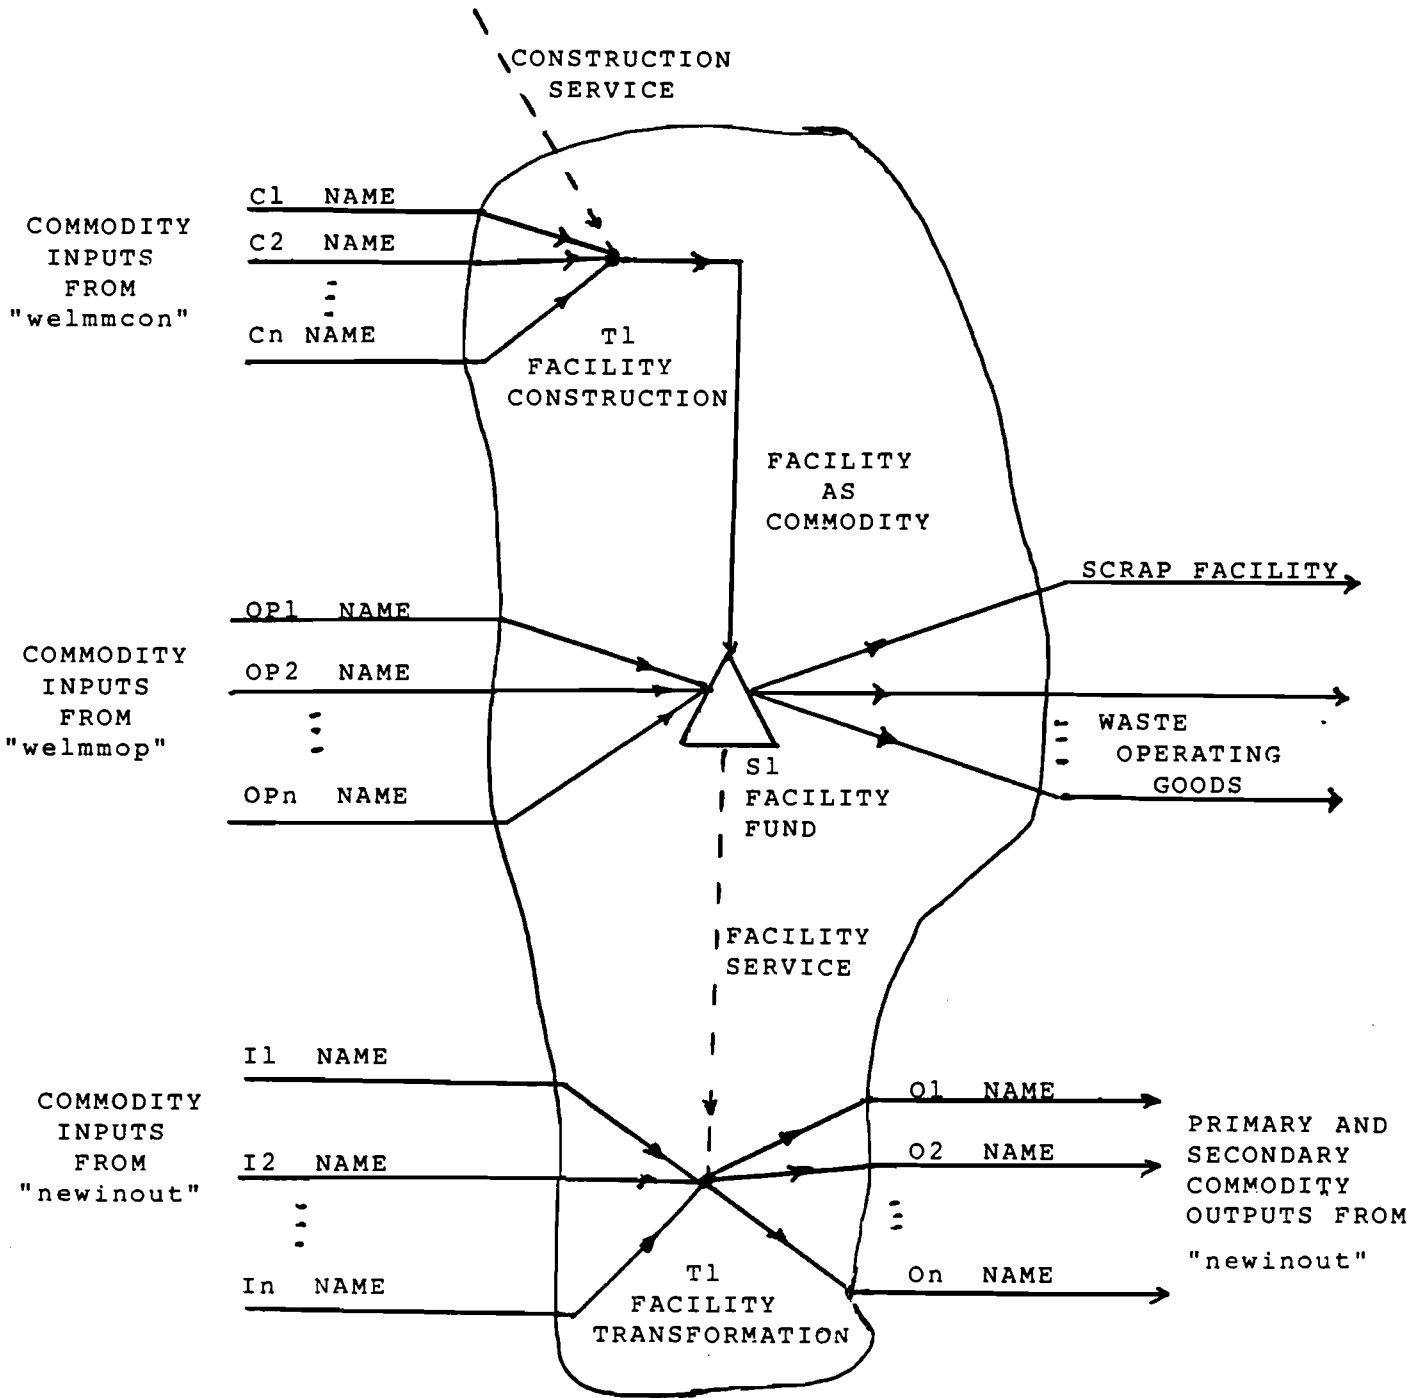 CONSTRUCTION
SERVICE
C1 NAME
COMMODITY
INPUTS
FROM
"welmmcon"
C2 NAME
Cn NAME
T1
FACILITY
CONSTRUCTION
FACILITY
AS
COMMODITY
SCRAP FACILITY
OP1 NAME
COMMODITY
INPUTS
FROM
"welmmop"
OP2 NAME
OPn NAME
WASTE
OPERATING
GOODS
S1
FACILITY
FUND
FACILITY
SERVICE
I1 NAME
COMMODITY
INPUTS
FROM
"newinout"
I2 NAME
In NAME
O1 NAME
O2 NAME
On NAME
PRIMARY AND
SECONDARY
COMMODITY
OUTPUTS FROM
"newinout"
T1
FACILITY
TRANSFORMATION